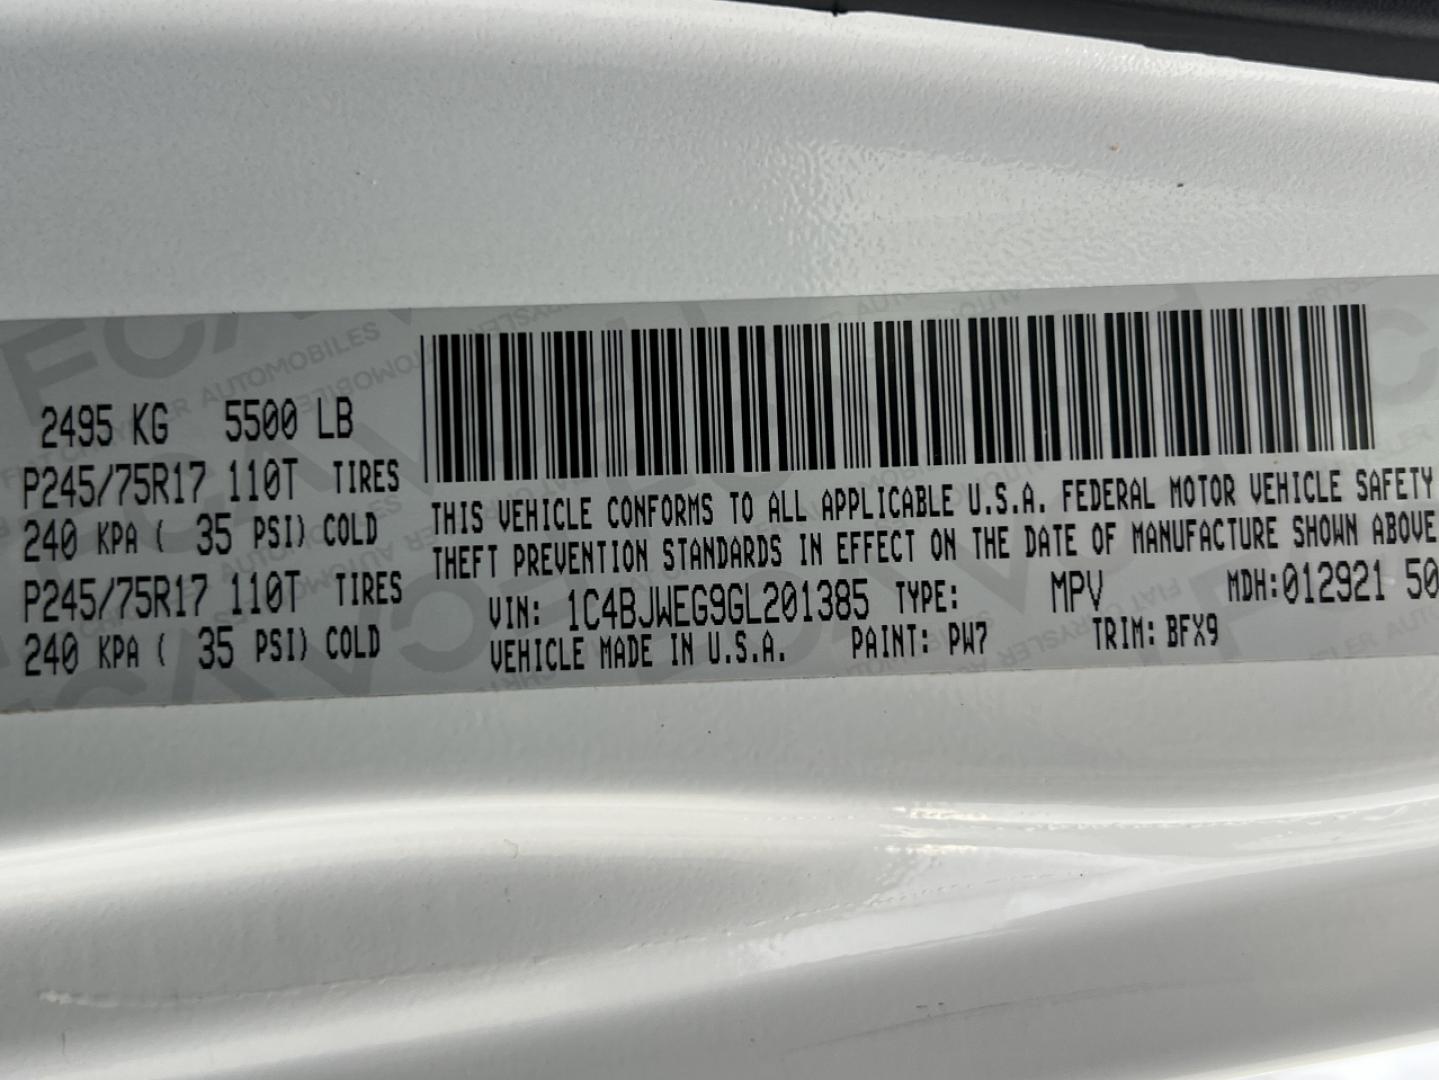 2495 KG 5500 LB
P245/75R17 110T TIRES
240 KPA ( 35 PSI) COLD
P245/75R17 110T TIRES
240 KPA ( 35 PSI) COLD
THIS VEHICLE CONFORMS TO ALL APPLICABLE U.S.A. FEDERAL MOTOR VEHICLE SAFETY
THEFT PREVENTION STANDARDS IN EFFECT ON THE DATE OF MANUFACTURE SHOWN ABOVE
VIN: 1C4BJWEG9GL201385 TYPE: MPV MDH:012921 50
VEHICLE MADE IN U.S.A. PAINT: PW7 TRIM: BFX9